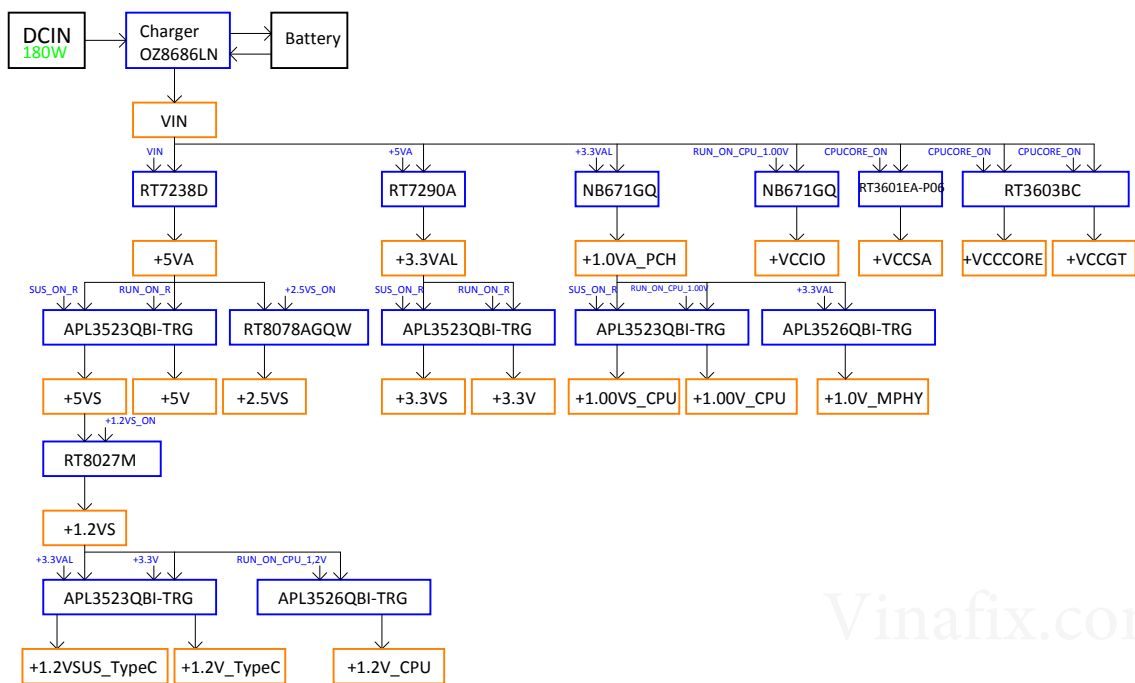 DCIN
180W
Charger
OZ8686LN
Battery
VIN
VIN
+5VA
+3.3VAL
RUN_ON_CPU_1.00V
CPUCORE_ON
CPUCORE_ON
CPUCORE_ON
RT7238D
RT7290A
NB671GQ
NB671GQ
RT3601EA-P06
RT3603BC
+5VA
+3.3VAL
+1.0VA_PCH
+VCCIO
+VCCSA
+VCCCORE
+VCCGT
SUS_ON_R
RUN_ON_R
+2.5VS_ON
SUS_ON_R
RUN_ON_R
SUS_ON_R
RUN_ON_CPU_1.00V
+3.3VAL
APL3523QBI-TRG
RT8078AGQW
APL3523QBI-TRG
APL3523QBI-TRG
APL3526QBI-TRG
+5VS
+5V
+2.5VS
+3.3VS
+3.3V
+1.00VS_CPU
+1.00V_CPU
+1.0V_MPHY
+1.2VS_ON
RT8027M
+1.2VS
+3.3VAL
+3.3V
RUN_ON_CPU_1,2V
APL3523QBI-TRG
APL3526QBI-TRG
Vinafix.com
+1.2VSUS_TypeC
+1.2V_TypeC
+1.2V_CPU